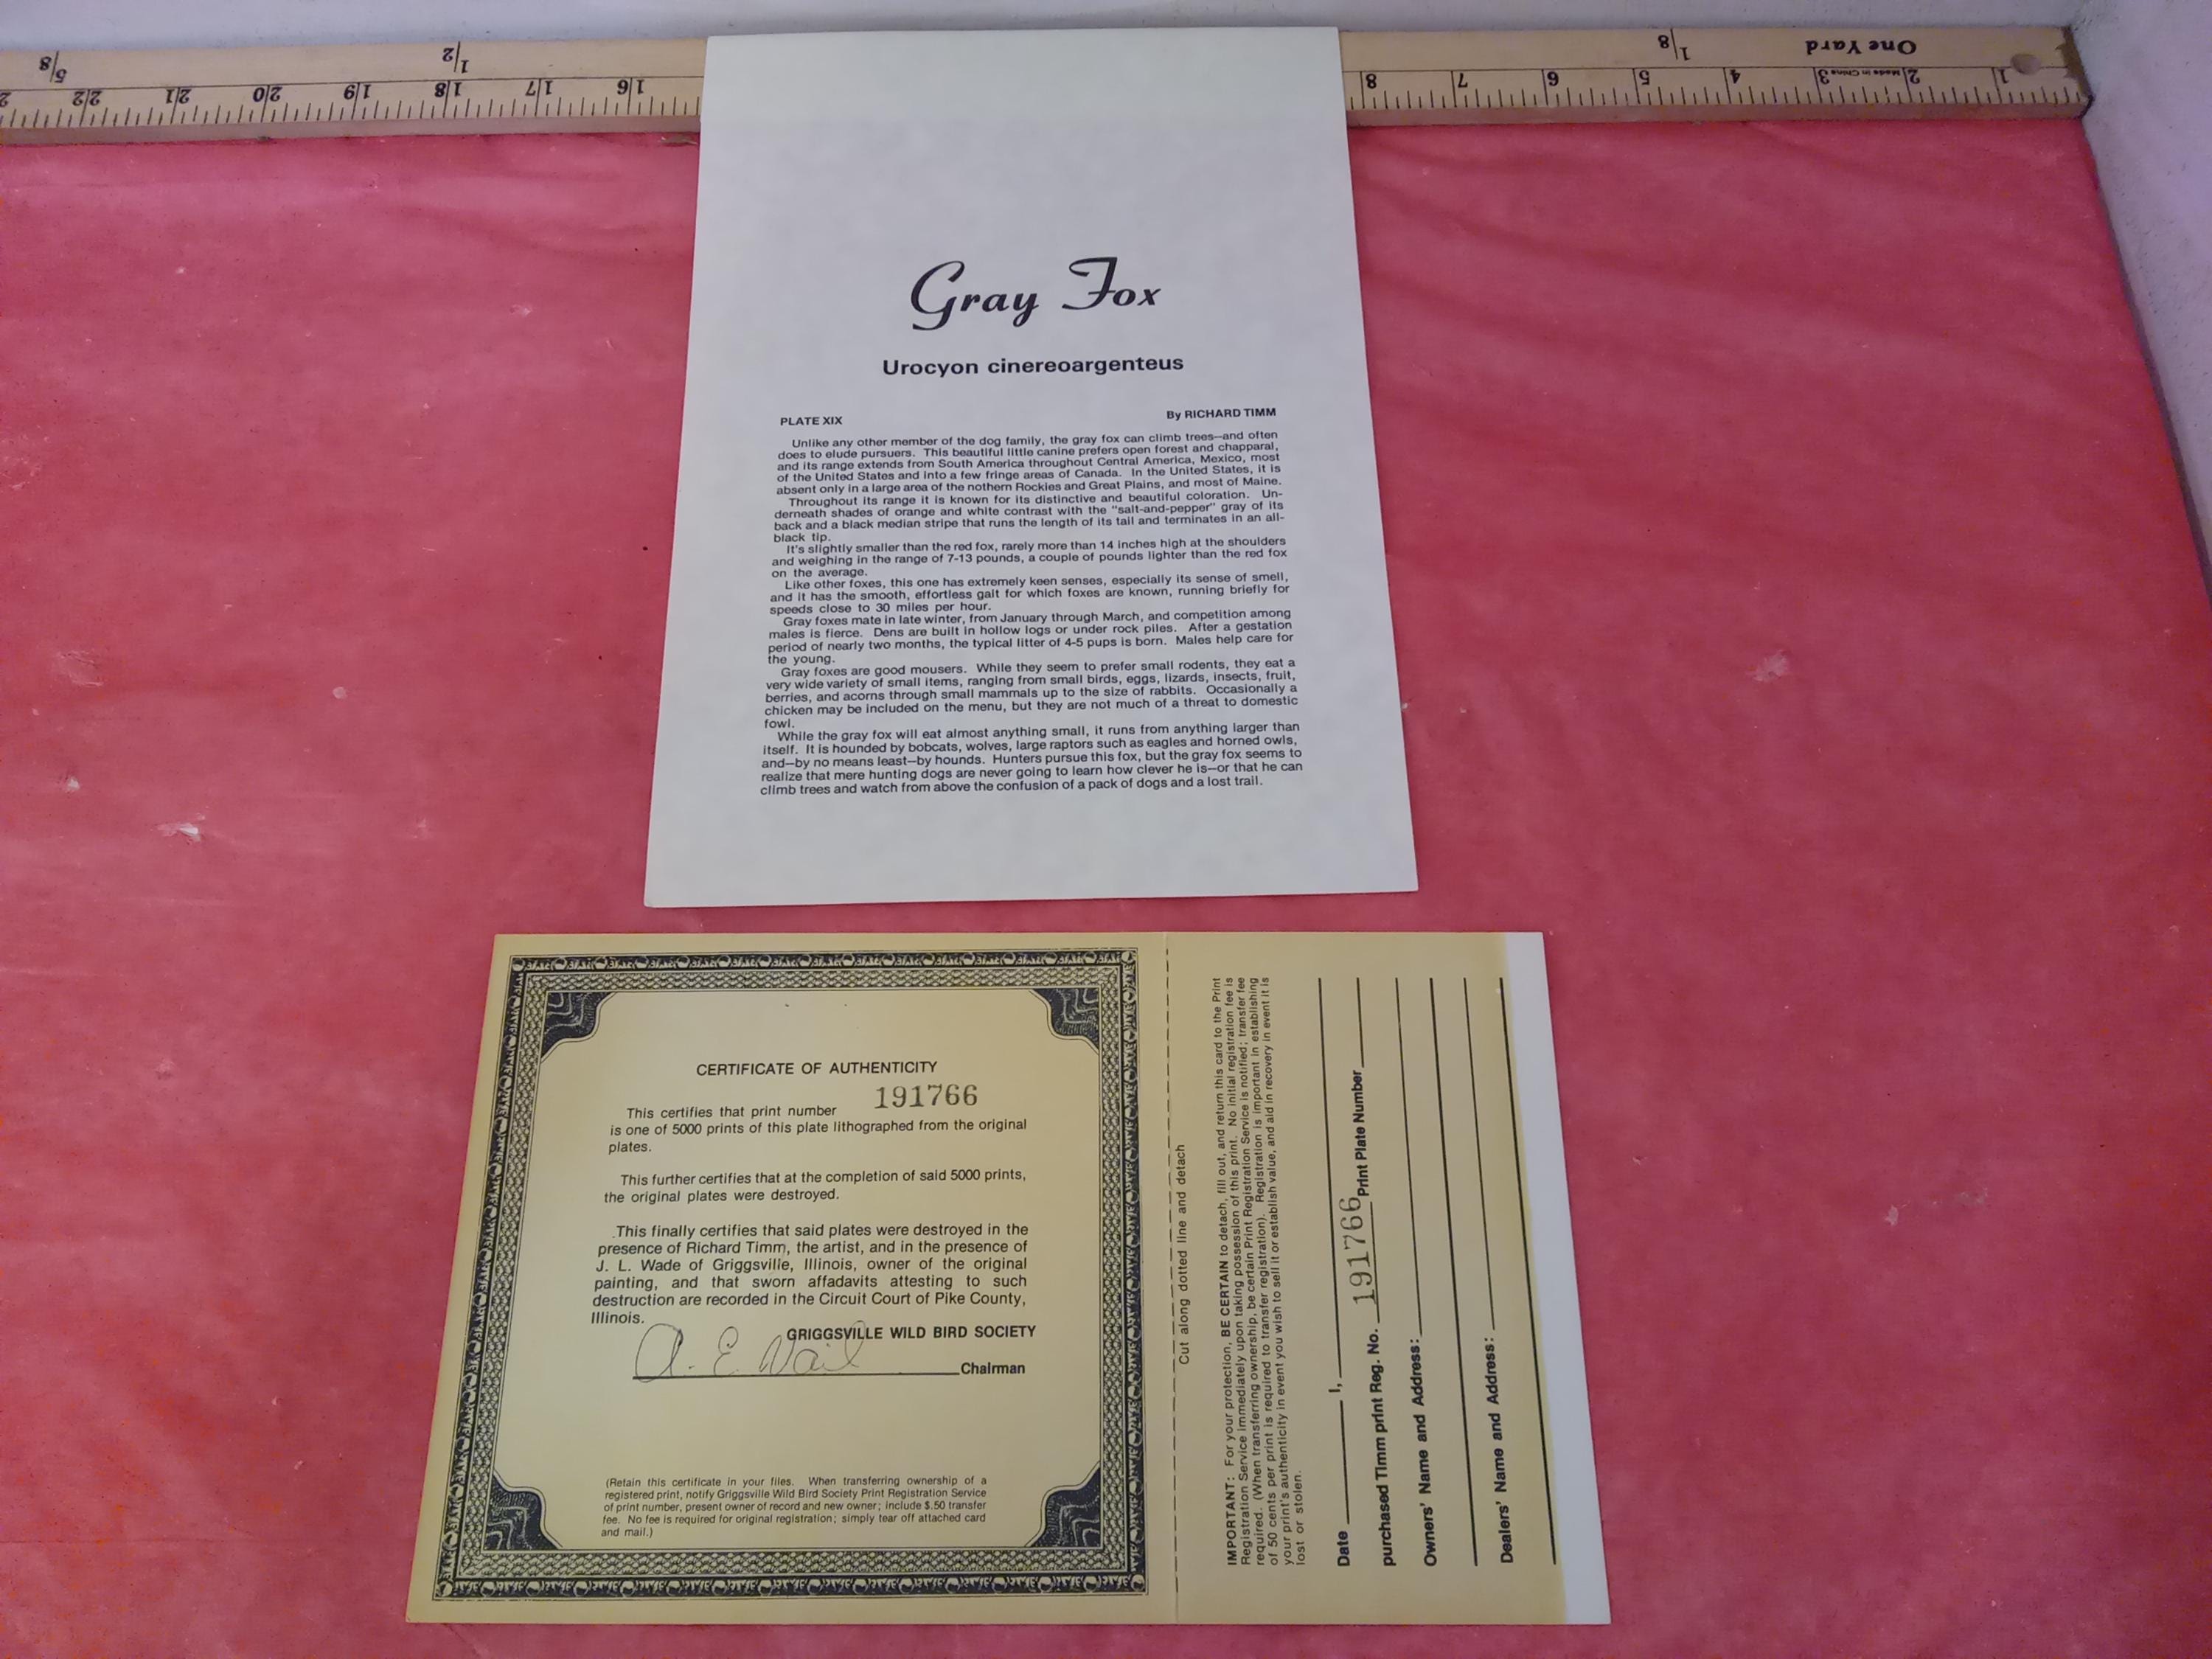 One Yard
Made in China
1/8
1/2
5/8
1 2 3 4 5 6 7 8
16 17 18 19 20 21 22
Gray Fox
Urocyon cinereoargenteus
PLATE XIX By RICHARD TIMM
Unlike any other member of the dog family, the gray fox can climb trees—and often
does to elude pursuers. This beautiful little canine prefers open forest and chapparal,
and its range extends from South America throughout Central America, Mexico, most
of the United States and into a few fringe areas of Canada. In the United States, it is
absent only in a large area of the nothern Rockies and Great Plains, and most of Maine.
Throughout its range it is known for its distinctive and beautiful coloration. Un-
derneath shades of orange and white contrast with the "salt-and-pepper" gray of its
back and a black median stripe that runs the length of its tail and terminates in an all-
black tip.
It's slightly smaller than the red fox, rarely more than 14 inches high at the shoulders
and weighing in the range of 7-13 pounds, a couple of pounds lighter than the red fox
on the average.
Like other foxes, this one has extremely keen senses, especially its sense of smell,
and it has the smooth, effortless gait for which foxes are known, running briefly for
speeds close to 30 miles per hour.
Gray foxes mate in late winter, from January through March, and competition among
males is fierce. Dens are built in hollow logs or under rock piles. After a gestation
period of nearly two months, the typical litter of 4-5 pups is born. Males help care for
the young.
Gray foxes are good mousers. While they seem to prefer small rodents, they eat a
very wide variety of small items, ranging from small birds, eggs, lizards, insects, fruit,
berries, and acorns through small mammals up to the size of rabbits. Occasionally a
chicken may be included on the menu, but they are not much of a threat to domestic
fowl.
While the gray fox will eat almost anything small, it runs from anything larger than
itself. It is hounded by bobcats, wolves, large raptors such as eagles and horned owls,
and—by no means least—by hounds. Hunters pursue this fox, but the gray fox seems to
realize that mere hunting dogs are never going to learn how clever he is—or that he can
climb trees and watch from above the confusion of a pack of dogs and a lost trail.
CERTIFICATE OF AUTHENTICITY
This certifies that print number 191766
is one of 5000 prints of this plate lithographed from the original
plates.
This further certifies that at the completion of said 5000 prints,
the original plates were destroyed.
This finally certifies that said plates were destroyed in the
presence of Richard Timm, the artist, and in the presence of
J. L. Wade of Griggsville, Illinois, owner of the original
painting, and that sworn affadavits attesting to such
destruction are recorded in the Circuit Court of Pike County,
Illinois.
GRIGGSVILLE WILD BIRD SOCIETY
A. E. Vail Chairman
(Retain this certificate in your files. When transferring ownership of a
registered print, notify Griggsville Wild Bird Society Print Registration Service
of print number, present owner of record and new owner; include $.50 transfer
fee. No fee is required for original registration; simply tear off attached card
and mail.)
Cut along dotted line and detach
IMPORTANT: For your protection, BE CERTAIN to detach, fill out, and return this card to the Print
Registration Service immediately upon taking possession of this print. No initial registration fee is
required. (When transferring ownership, be certain Print Registration Service is notified; transfer fee
of 50 cents per print is required to transfer registration). Registration is important in establishing
your print's authenticity in event you wish to sell it or establish value, and aid in recovery in event it is
lost or stolen.
Date I,
purchased Timm print Reg. No. 191766 Print Plate Number
Owners' Name and Address:
Dealers' Name and Address: